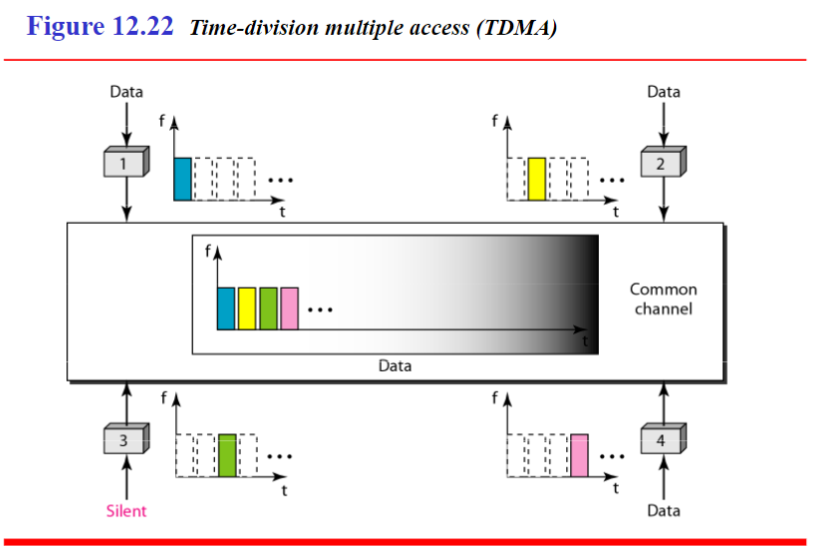 Figure 12.22 Time-division multiple access (TDMA)
Data
Data
f
f
1
2
...
...
t
t
f
Common
channel
...
t
Data
f
f
3
4
...
...
t
t
Silent
Data